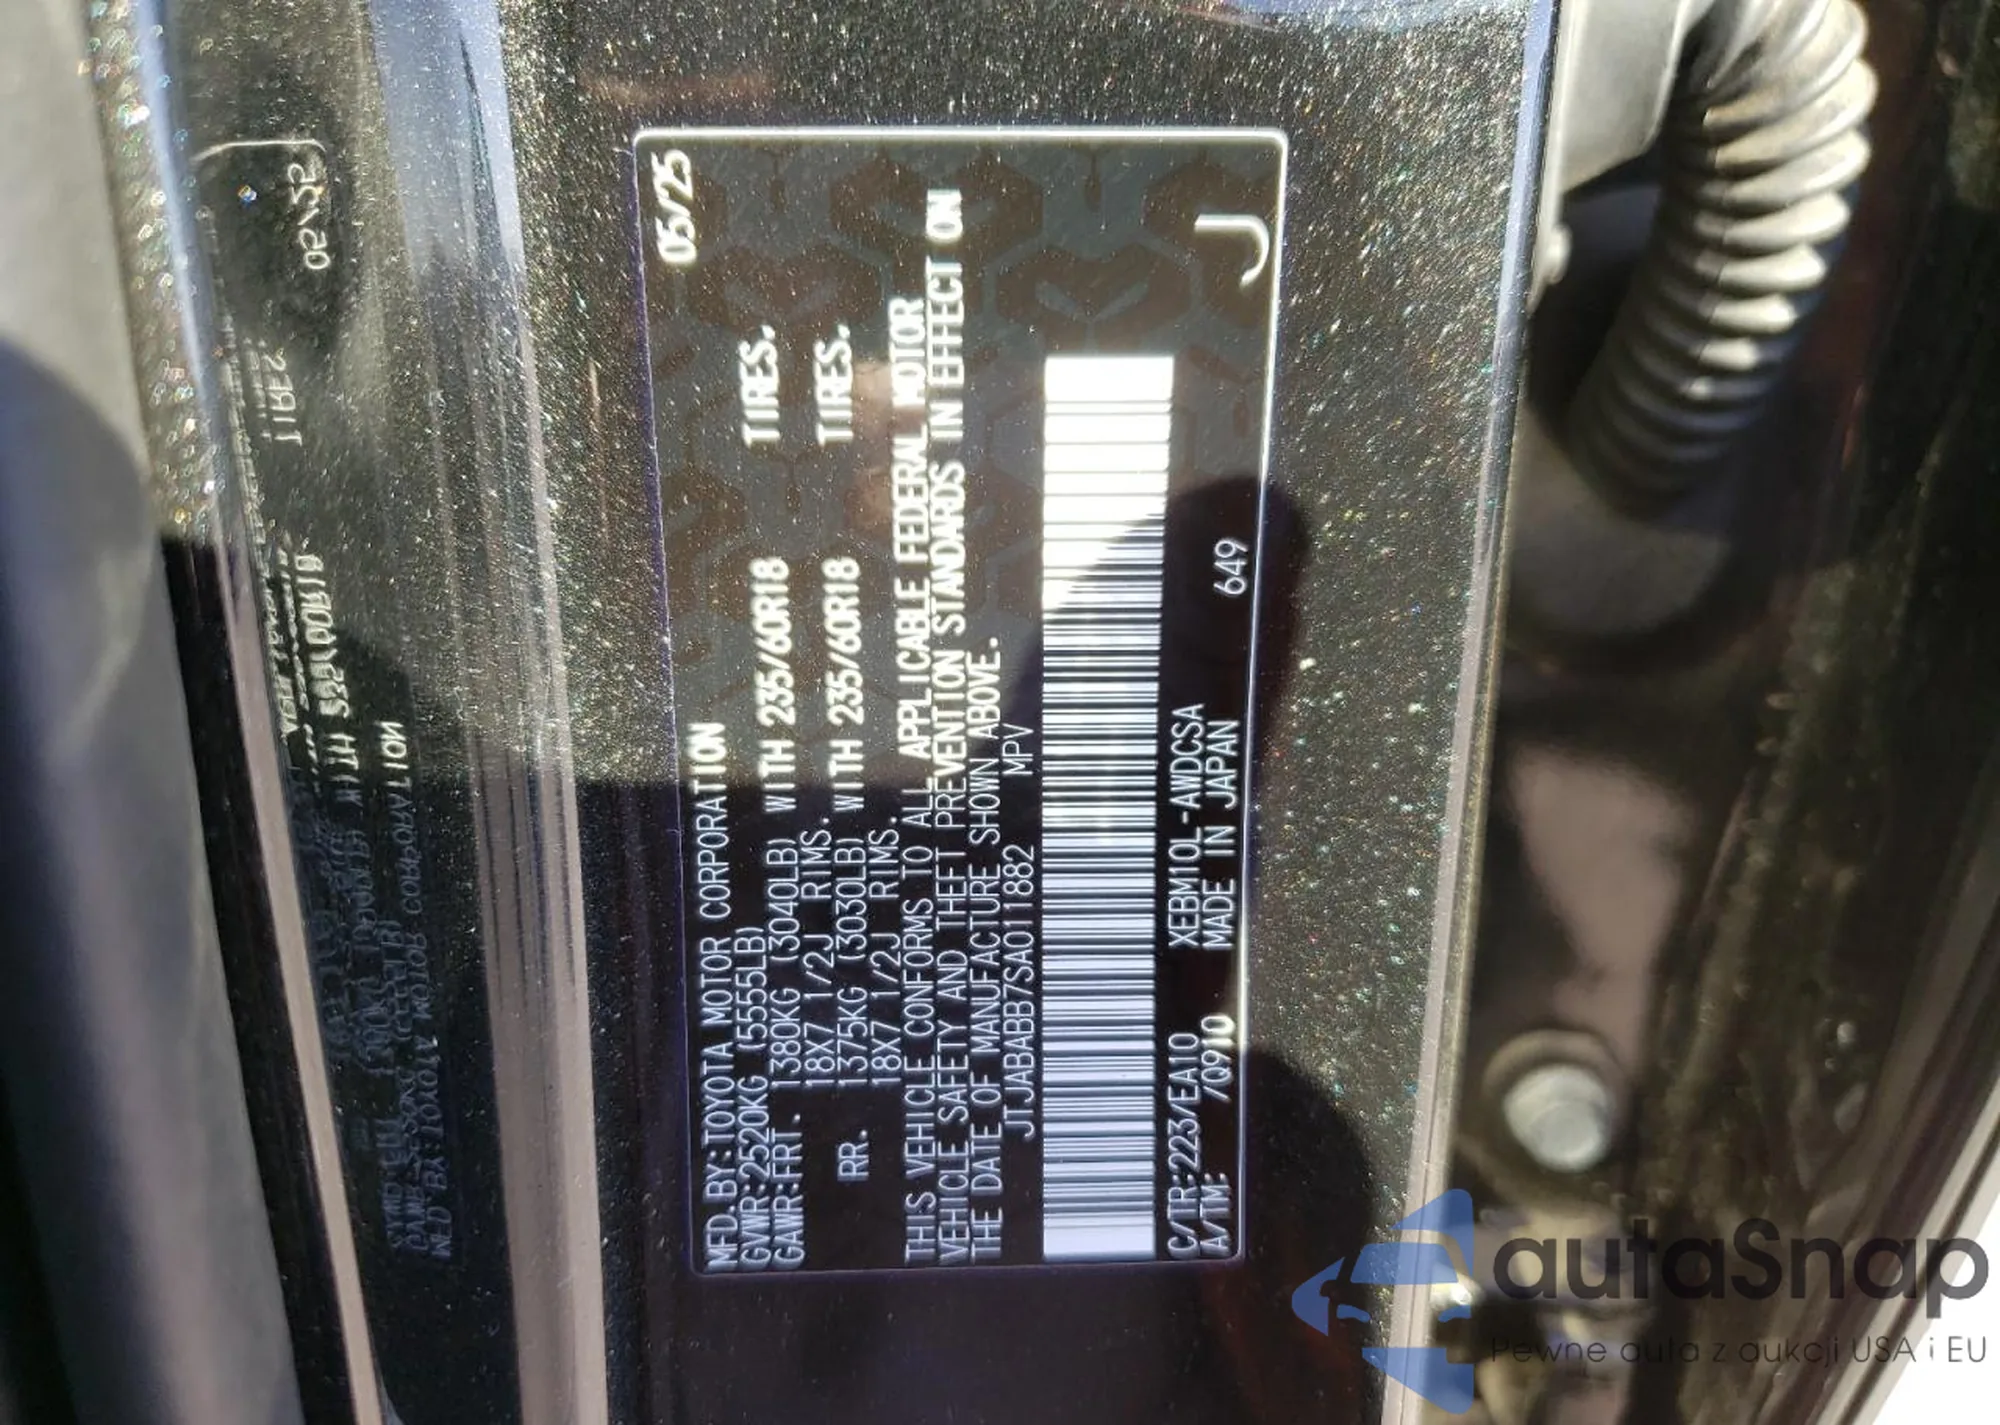 MFD.BY:TOYOTA MOTOR CORPORATION 05/25
GVWR:2520KG (5555LB)
GAWR:FRT. 1380KG (3040LB) WITH 235/60R18 TIRES.
18X7 1/2J RIMS.
RR. 1375KG (3030LB) WITH 235/60R18 TIRES.
18X7 1/2J RIMS.
THIS VEHICLE CONFORMS TO ALL APPLICABLE FEDERAL MOTOR
VEHICLE SAFETY AND THEFT PREVENTION STANDARDS IN EFFECT ON
THE DATE OF MANUFACTURE SHOWN ABOVE.
JTJABABB7SA011882 MPV
C/TR:223/EA10 XEBM10L-AWDCSA
A/TM: /Q910 MADE IN JAPAN 649
J
autaSnap
Pewne auta z aukcji USA i EU